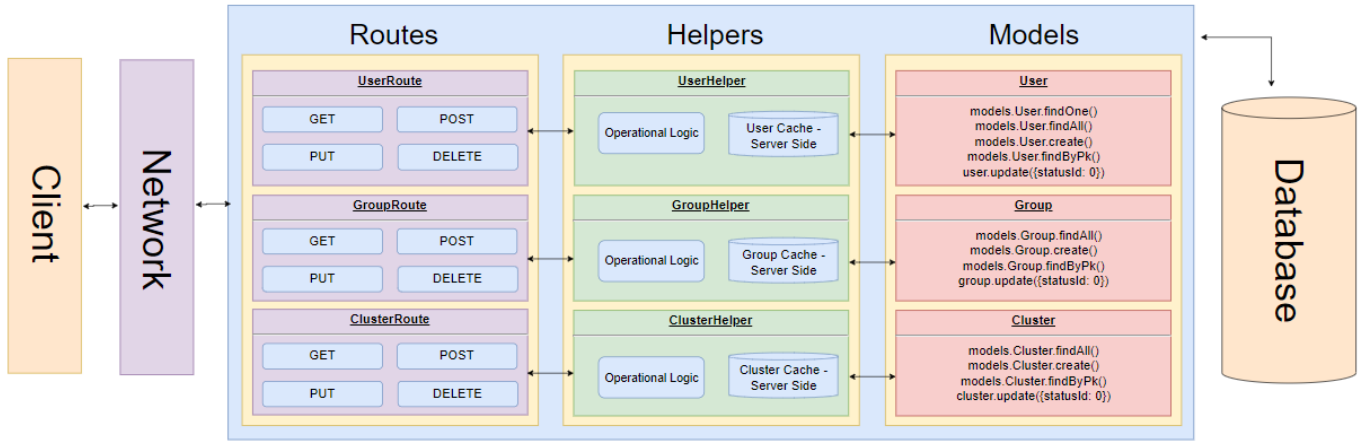 Client
Network
Routes
UserRoute
GET
POST
PUT
DELETE
GroupRoute
GET
POST
PUT
DELETE
ClusterRoute
GET
POST
PUT
DELETE
Helpers
UserHelper
Operational Logic
User Cache -
Server Side
GroupHelper
Operational Logic
Group Cache -
Server Side
ClusterHelper
Operational Logic
Cluster Cache -
Server Side
Models
User
models.User.findOne()
models.User.findAll()
models.User.create()
models.User.findByPk()
user.update({statusId: 0})
Group
models.Group.findAll()
models.Group.create()
models.Group.findByPk()
group.update({statusId: 0})
Cluster
models.Cluster.findAll()
models.Cluster.create()
models.Cluster.findByPk()
cluster.update({statusId: 0})
Database